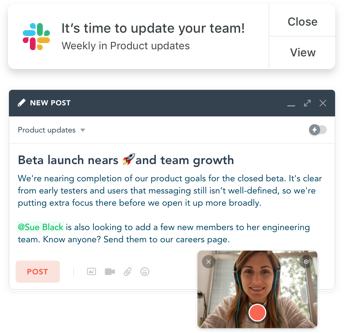 It's time to update your team!
Close
Weekly in Product updates
View
NEW POST
Product updates
Beta launch nears 🚀and team growth
We're nearing completion of our product goals for the closed beta. It's clear
from early testers and users that messaging still isn't well-defined, so we're
putting extra focus there before we open it up more broadly.
@Sue Black is also looking to add a few new members to her engineering
team. Know anyone? Send them to our careers page.
POST